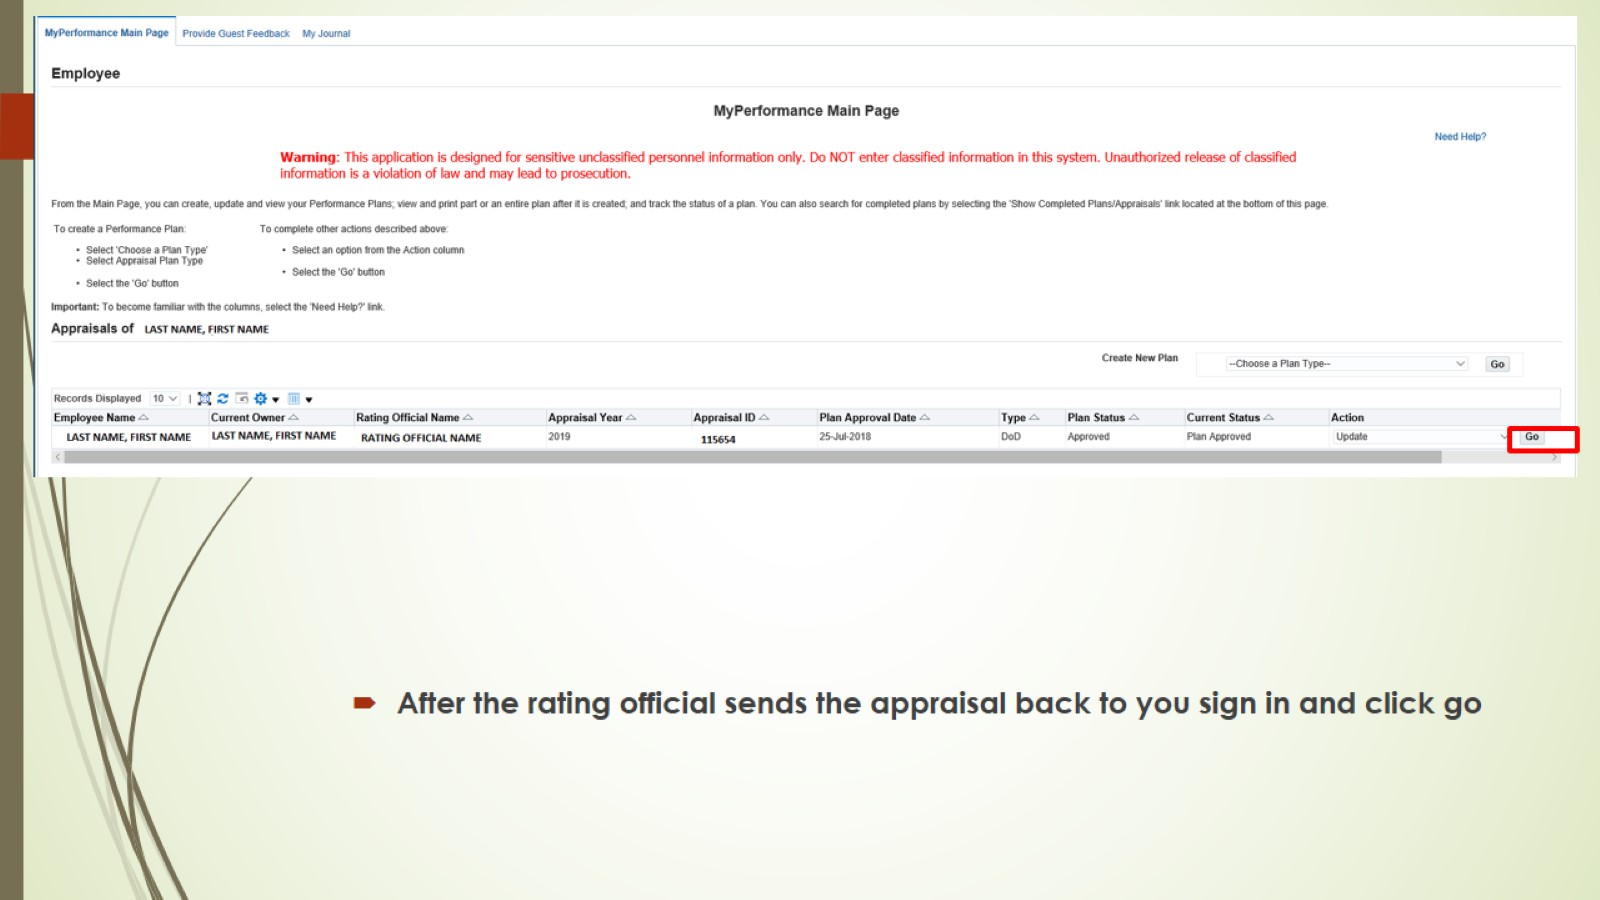 MyPerformance Main Page Provide Guest Feedback My Journal
Employee
MyPerformance Main Page
Need Help?
Warning: This application is designed for sensitive unclassified personnel information only. Do NOT enter classified information in this system. Unauthorized release of classified
information is a violation of law and may lead to prosecution.
From the Main Page, you can create, update and view your Performance Plans; view and print part or an entire plan after it is created; and track the status of a plan. You can also search for completed plans by selecting the 'Show Completed Plans/Appraisals' link located at the bottom of this page.
To create a Performance Plan: To complete other actions described above:
• Select 'Choose a Plan Type' • Select an option from the Action column
• Select Appraisal Plan Type
• Select the 'Go' button
• Select the 'Go' button
Important: To become familiar with the columns, select the 'Need Help?' link.
Appraisals of LAST NAME, FIRST NAME
Create New Plan --Choose a Plan Type-- Go
Records Displayed 10
Employee Name Current Owner Rating Official Name Appraisal Year Appraisal ID Plan Approval Date Type Plan Status Current Status Action
LAST NAME, FIRST NAME LAST NAME, FIRST NAME RATING OFFICIAL NAME 2019 115654 25-Jul-2018 DoD Approved Plan Approved Update Go
After the rating official sends the appraisal back to you sign in and click go